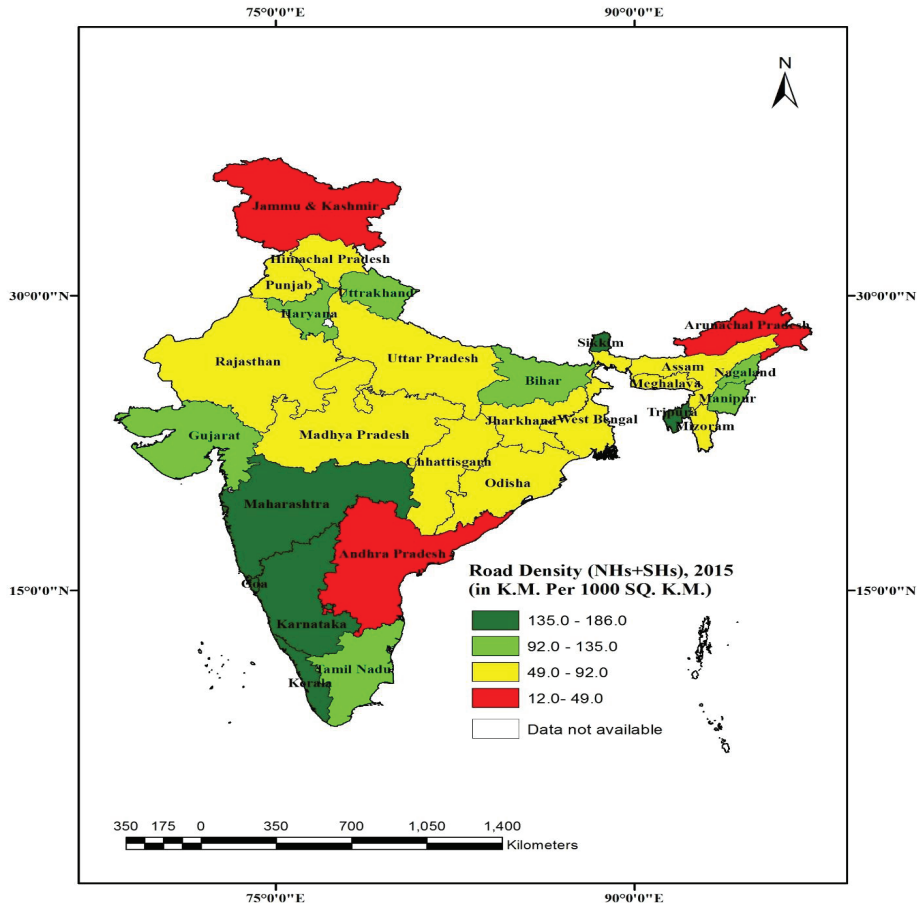 75°0'0"E 90°0'0"E
N
Jammu & Kashmir
Himachal Pradesh
Punjab
30°0'0"N 30°0'0"N
Uttrakhand
Haryana
Arunachal Pradesh
Sikkim
Rajasthan
Uttar Pradesh
Assam
Nagaland
Bihar
Meghalaya
Manipur
Tripura
Mizoram
Gujarat
Madhya Pradesh
Jharkhand
West Bengal
Chhattisgarh
Odisha
Maharashtra
Andhra Pradesh
Goa
15°0'0"N 15°0'0"N
Karnataka
Tamil Nadu
Kerala
Road Density (NHs+SHs), 2015
(in K.M. Per 1000 SQ. K.M.)
135.0 - 186.0
92.0 - 135.0
49.0 - 92.0
12.0- 49.0
Data not available
350 175 0 350 700 1,050 1,400
Kilometers
75°0'0"E 90°0'0"E